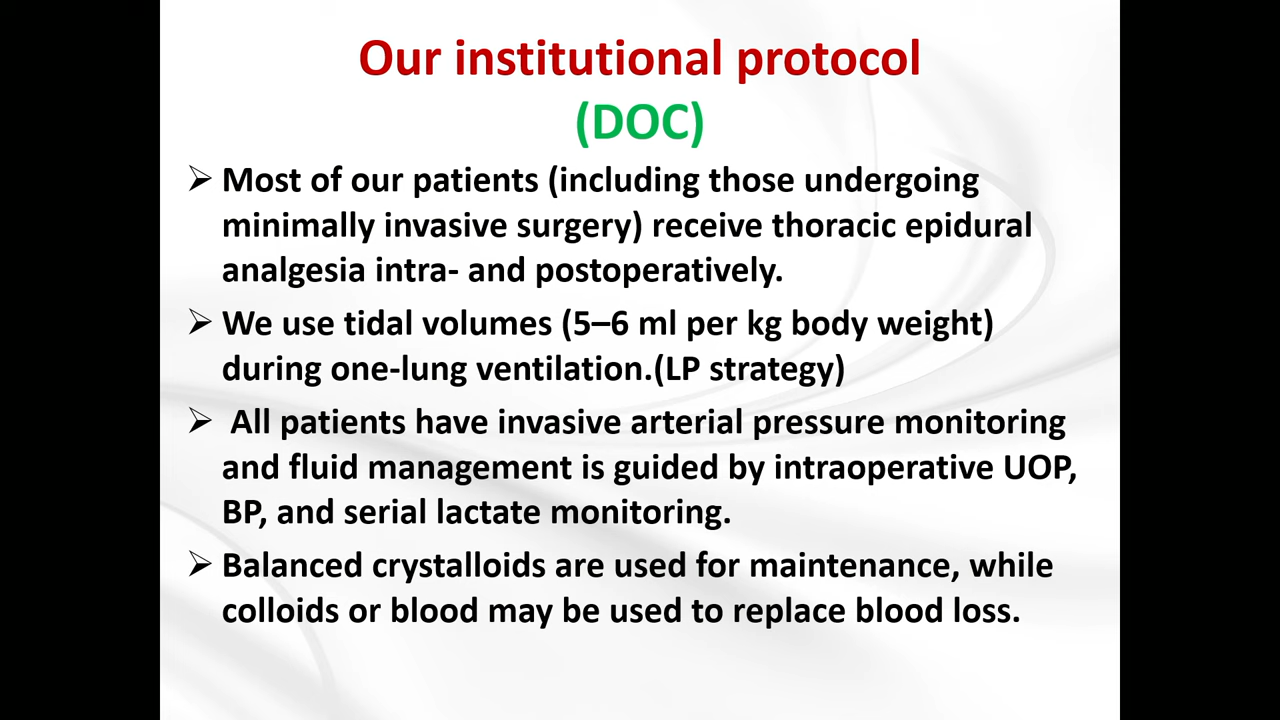 Our institutional protocol
(DOC)
➢ Most of our patients (including those undergoing
minimally invasive surgery) receive thoracic epidural
analgesia intra- and postoperatively.
➢ We use tidal volumes (5–6 ml per kg body weight)
during one-lung ventilation.(LP strategy)
➢ All patients have invasive arterial pressure monitoring
and fluid management is guided by intraoperative UOP,
BP, and serial lactate monitoring.
➢ Balanced crystalloids are used for maintenance, while
colloids or blood may be used to replace blood loss.